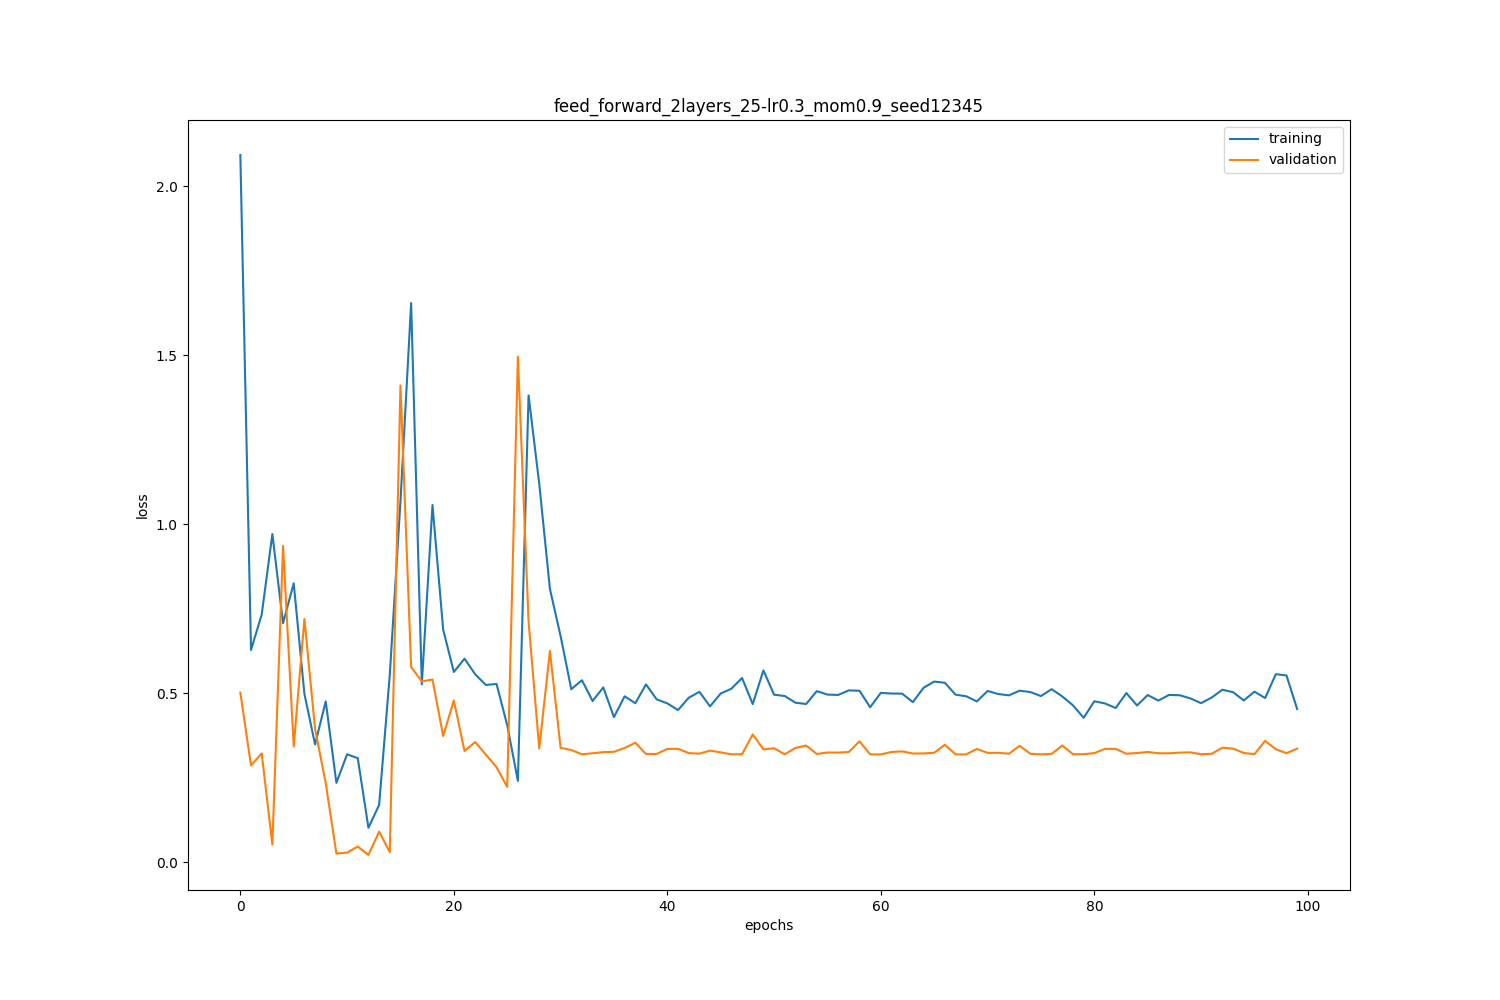 feed_forward_2layers_25-lr0.3_mom0.9_seed12345
training
validation
2.0
1.5
1.0
0.5
0.0
loss
0 20 40 60 80 100
epochs